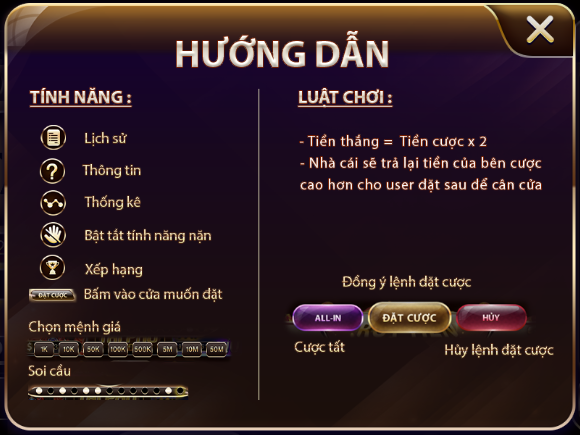 HƯỚNG DẪN
TÍNH NĂNG :
Lịch sử
?
Thông tin
Thống kê
Bật tắt tính năng nặn
Xếp hạng
ĐẶT CƯỢC
Bấm vào cửa muốn đặt
Chọn mệnh giá
1K 10K 50K 100K 500K 5M 10M 50M
Soi cầu
LUẬT CHƠI :
- Tiền thắng = Tiền cược x 2
- Nhà cái sẽ trả lại tiền của bên cược
cao hơn cho user đặt sau để cân cửa
Đồng ý lệnh đặt cược
ALL-IN ĐẶT CƯỢC HỦY
Cược tất
Hủy lệnh đặt cược